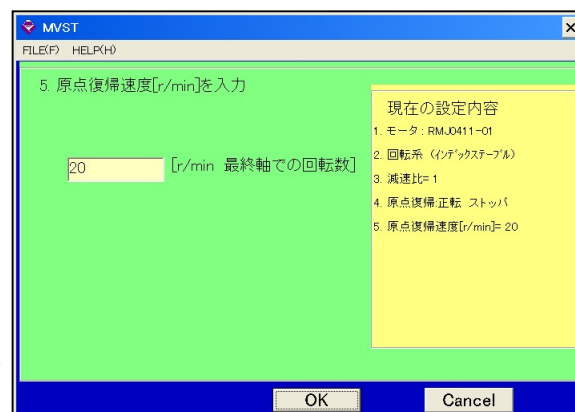 MVST
FILE(F) HELP(H)
5. 原点復帰速度[r/min]を入力
20 [r/min 最終軸での回転数]
現在の設定内容
1. モータ : RMJ0411-01
2. 回転系 (インデックステーブル)
3. 減速比= 1
4. 原点復帰:正転 ストッパ
5. 原点復帰速度[r/min]= 20
OK Cancel